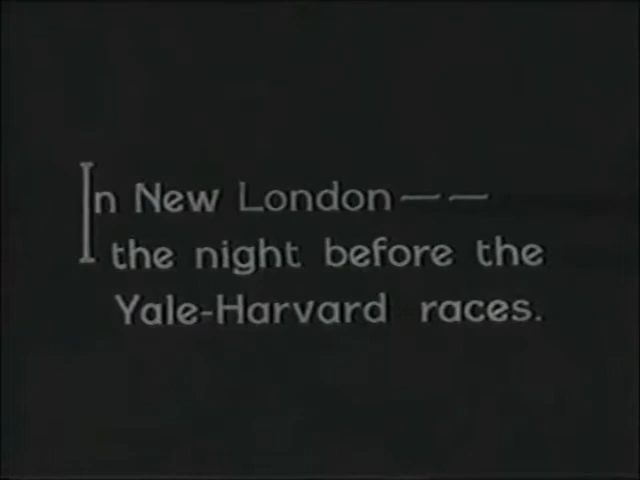 In New London — —
the night before the
Yale-Harvard races.